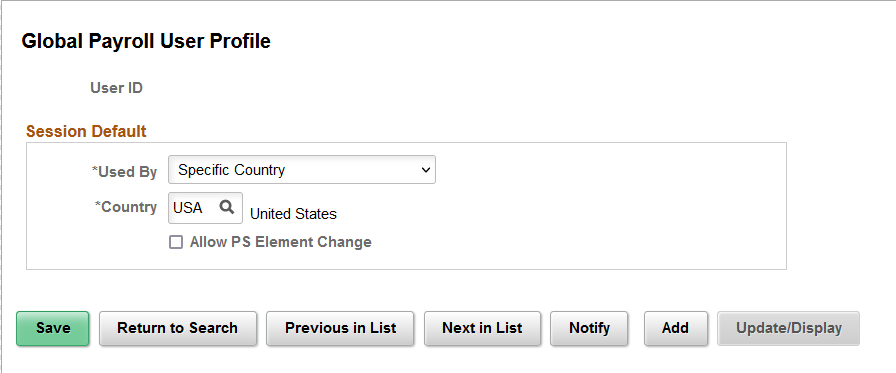 Global Payroll User Profile
User ID
Session Default
*Used By Specific Country
*Country USA United States
Allow PS Element Change
Save Return to Search Previous in List Next in List Notify Add Update/Display